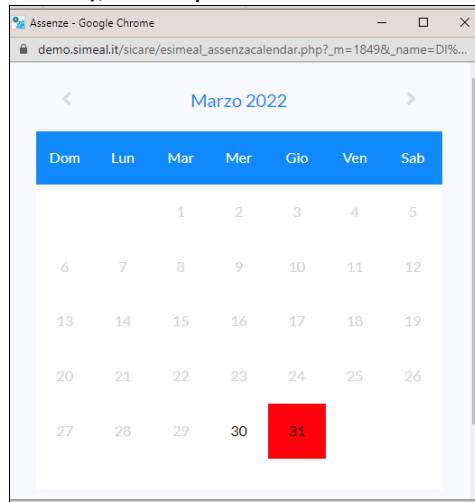 Assenze - Google Chrome
demo.simeal.it/sicare/esimeal_assenzacalendar.php?_m=1849&_name=DI%...
Marzo 2022
Dom Lun Mar Mer Gio Ven Sab
1 2 3 4 5
6 7 8 9 10 11 12
13 14 15 16 17 18 19
20 21 22 23 24 25 26
27 28 29 30 31